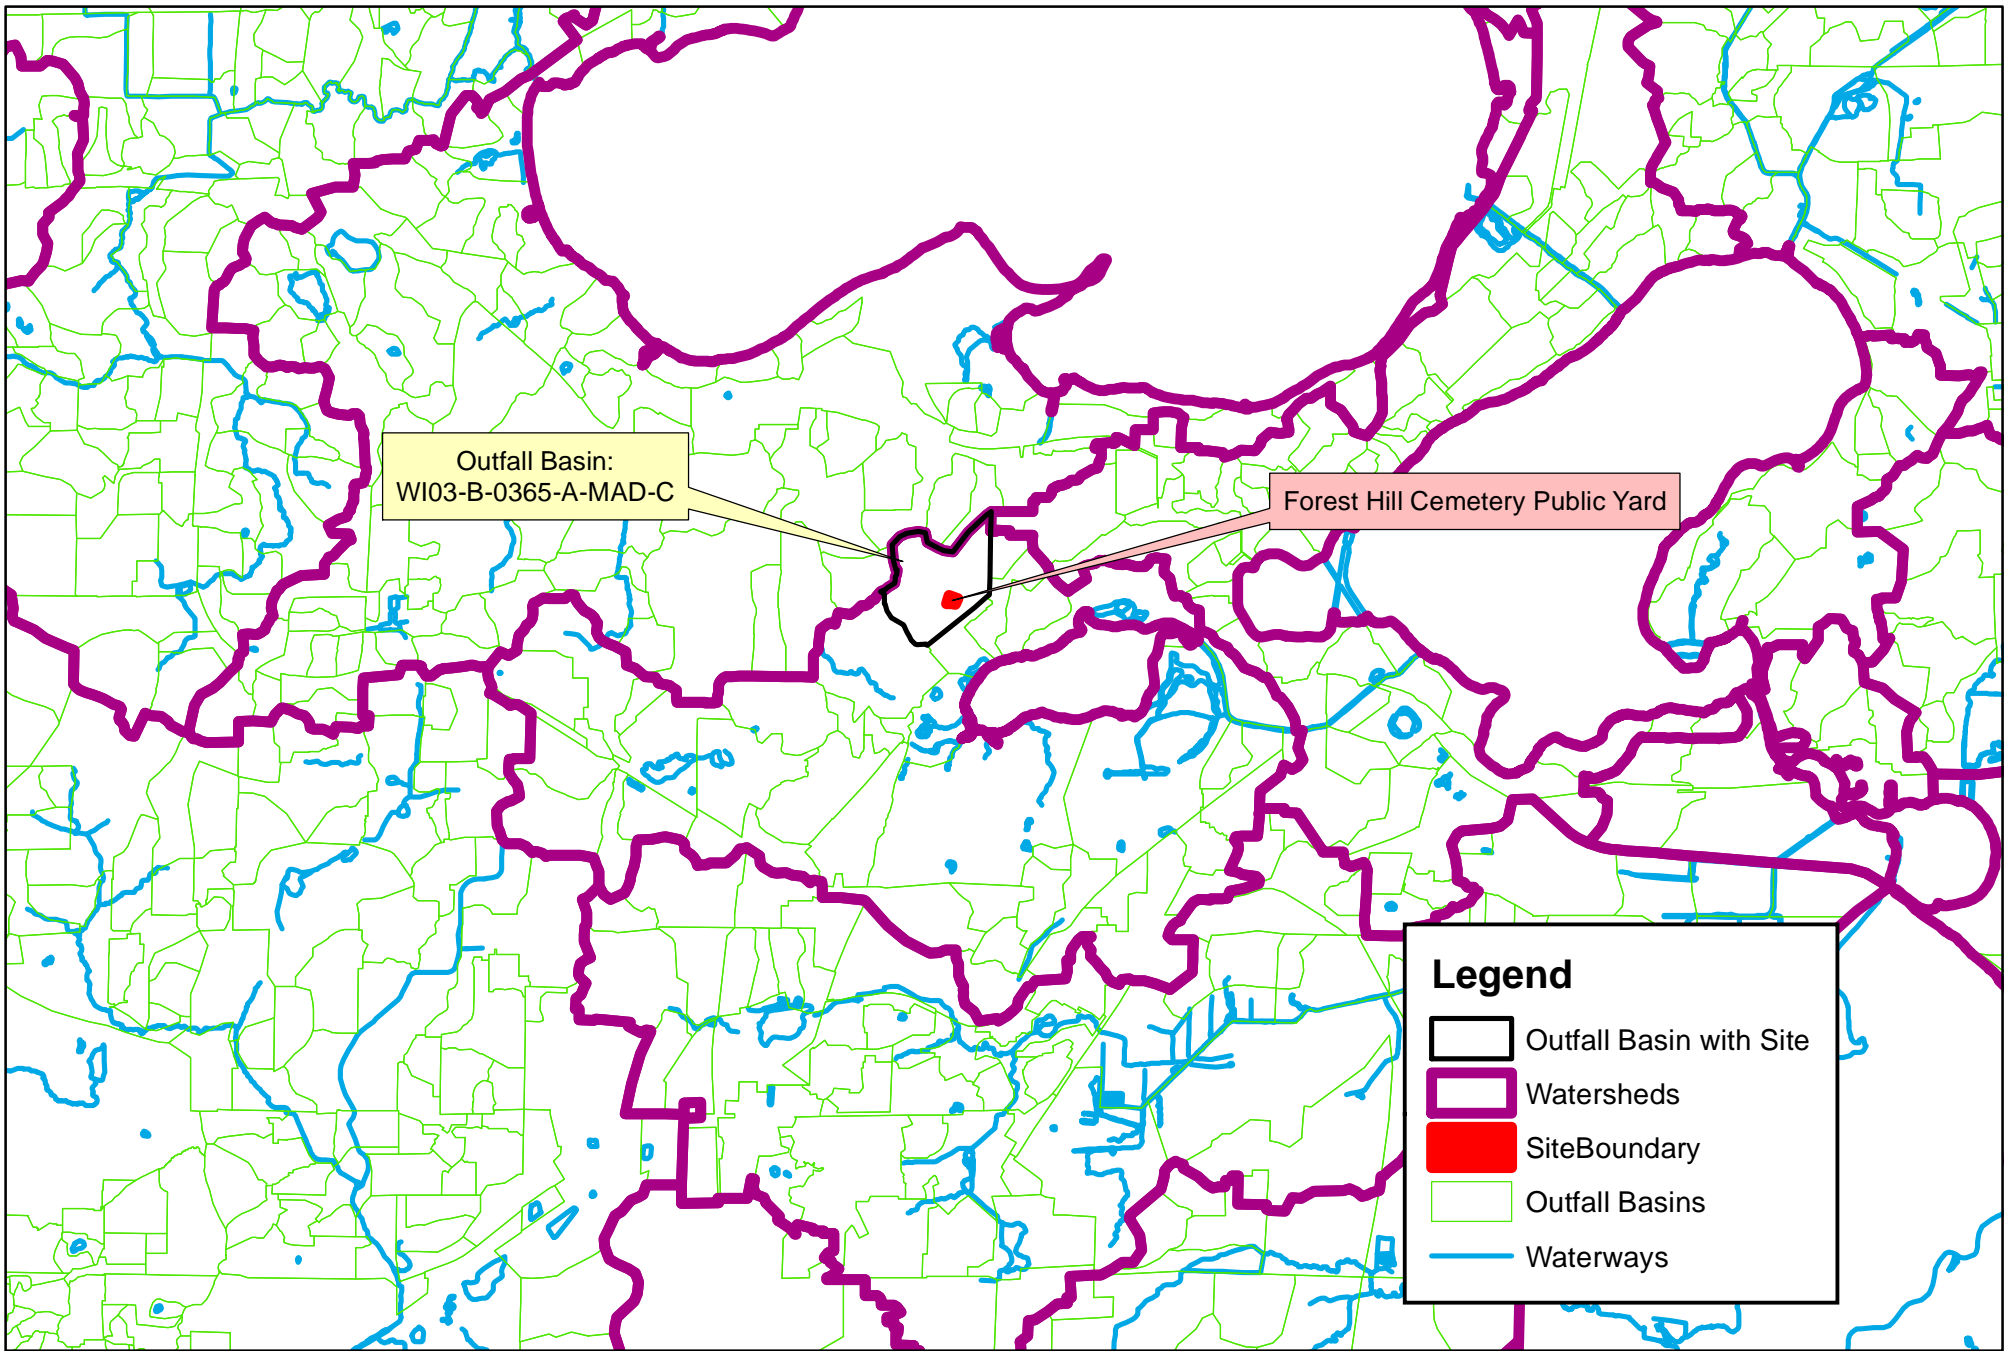 Outfall Basin:
WI03-B-0365-A-MAD-C
Forest Hill Cemetery Public Yard
Legend
Outfall Basin with Site
Watersheds
SiteBoundary
Outfall Basins
Waterways